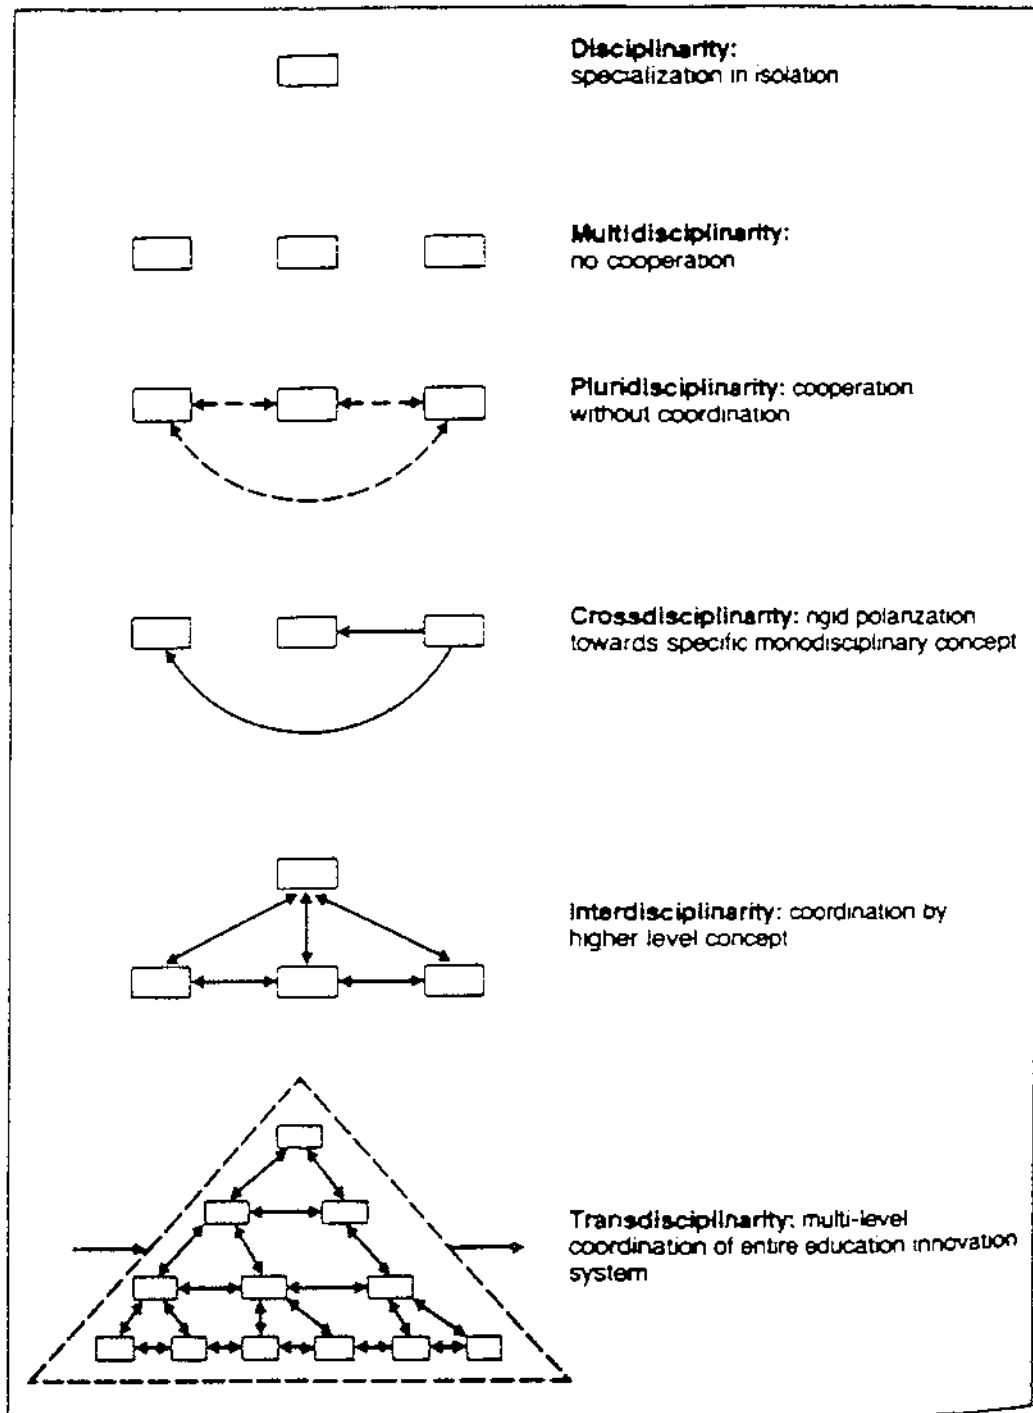 Disciplinarity:
specialization in isolation
Multidisciplinarity:
no cooperation
Pluridisciplinarity: cooperation
without coordination
Crossdisciplinarity: rigid polarization
towards specific monodisciplinary concept
Interdisciplinarity: coordination by
higher level concept
Transdisciplinarity: multi-level
coordination of entire education innovation
system